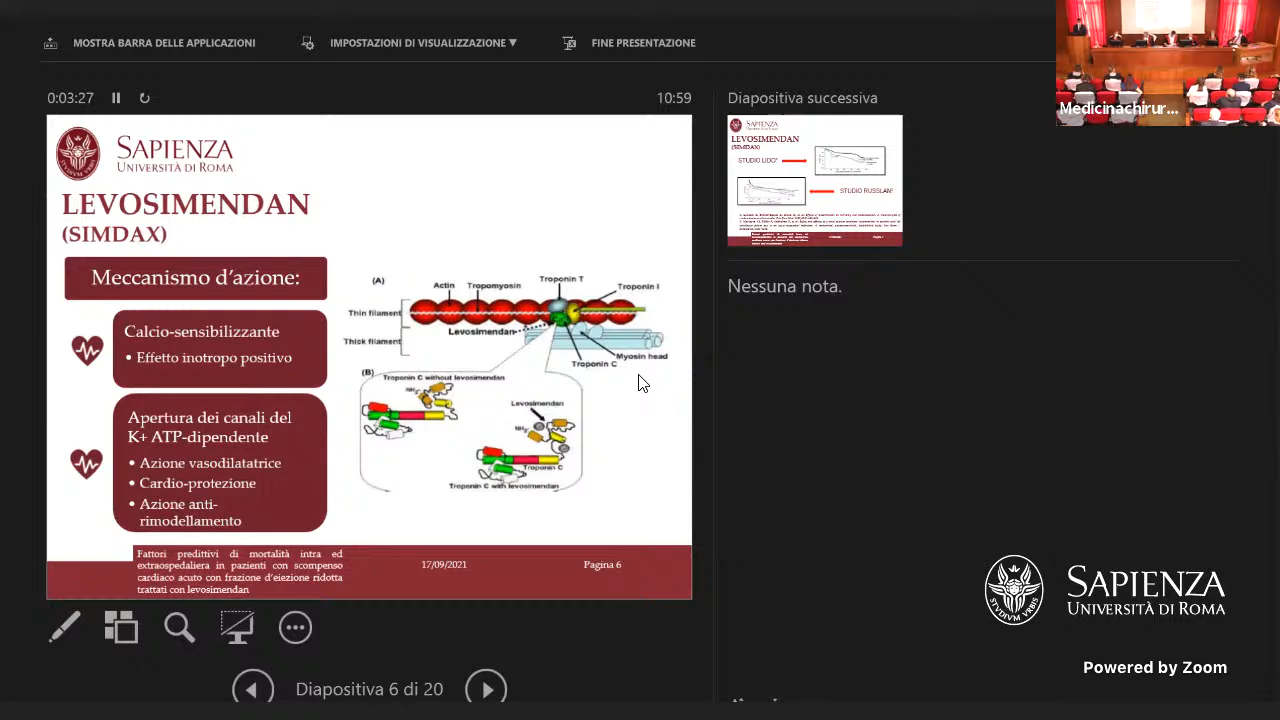 MOSTRA BARRA DELLE APPLICAZIONI
IMPOSTAZIONI DI VISUALIZZAZIONE ▼
FINE PRESENTAZIONE
Medicinachirur...
0:03:27
10:59
SAPIENZA
UNIVERSITÀ DI ROMA
LEVOSIMENDAN
(SIMDAX)
Meccanismo d'azione:
Calcio-sensibilizzante
• Effetto inotropo positivo
Apertura dei canali del
K+ ATP-dipendente
• Azione vasodilatatrice
• Cardio-protezione
• Azione anti-
rimodellamento
(A)
Troponin T
Actin
Tropomyosin
Troponin I
Thin filament
Levosimendan
Thick filament
Myosin head
Troponin C
(B)
Troponin C without levosimendan
Levosimendan
Troponin C
Troponin C with levosimendan
Fattori predittivi di mortalità intra ed
extraospedaliera in pazienti con scompenso
cardiaco acuto con frazione d'eiezione ridotta
trattati con levosimendan
17/09/2021
Pagina 6
Diapositiva 6 di 20
Diapositiva successiva
SAPIENZA
LEVOSIMENDAN
(SIMDAX)
STUDIO LIDO*
STUDIO RUSSLAN²
Nessuna nota.
STVDIVM VRBIS
SAPIENZA
UNIVERSITÀ DI ROMA
Powered by Zoom